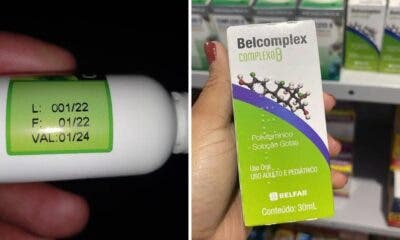 L: 001/22
F: 01/22
VAL:01/24
Belcomplex
COMPLEXO B
Polivitamínico
Solução Gotas
Uso Oral
USO ADULTO E PEDIÁTRICO
BELFAR
Conteúdo: 30mL